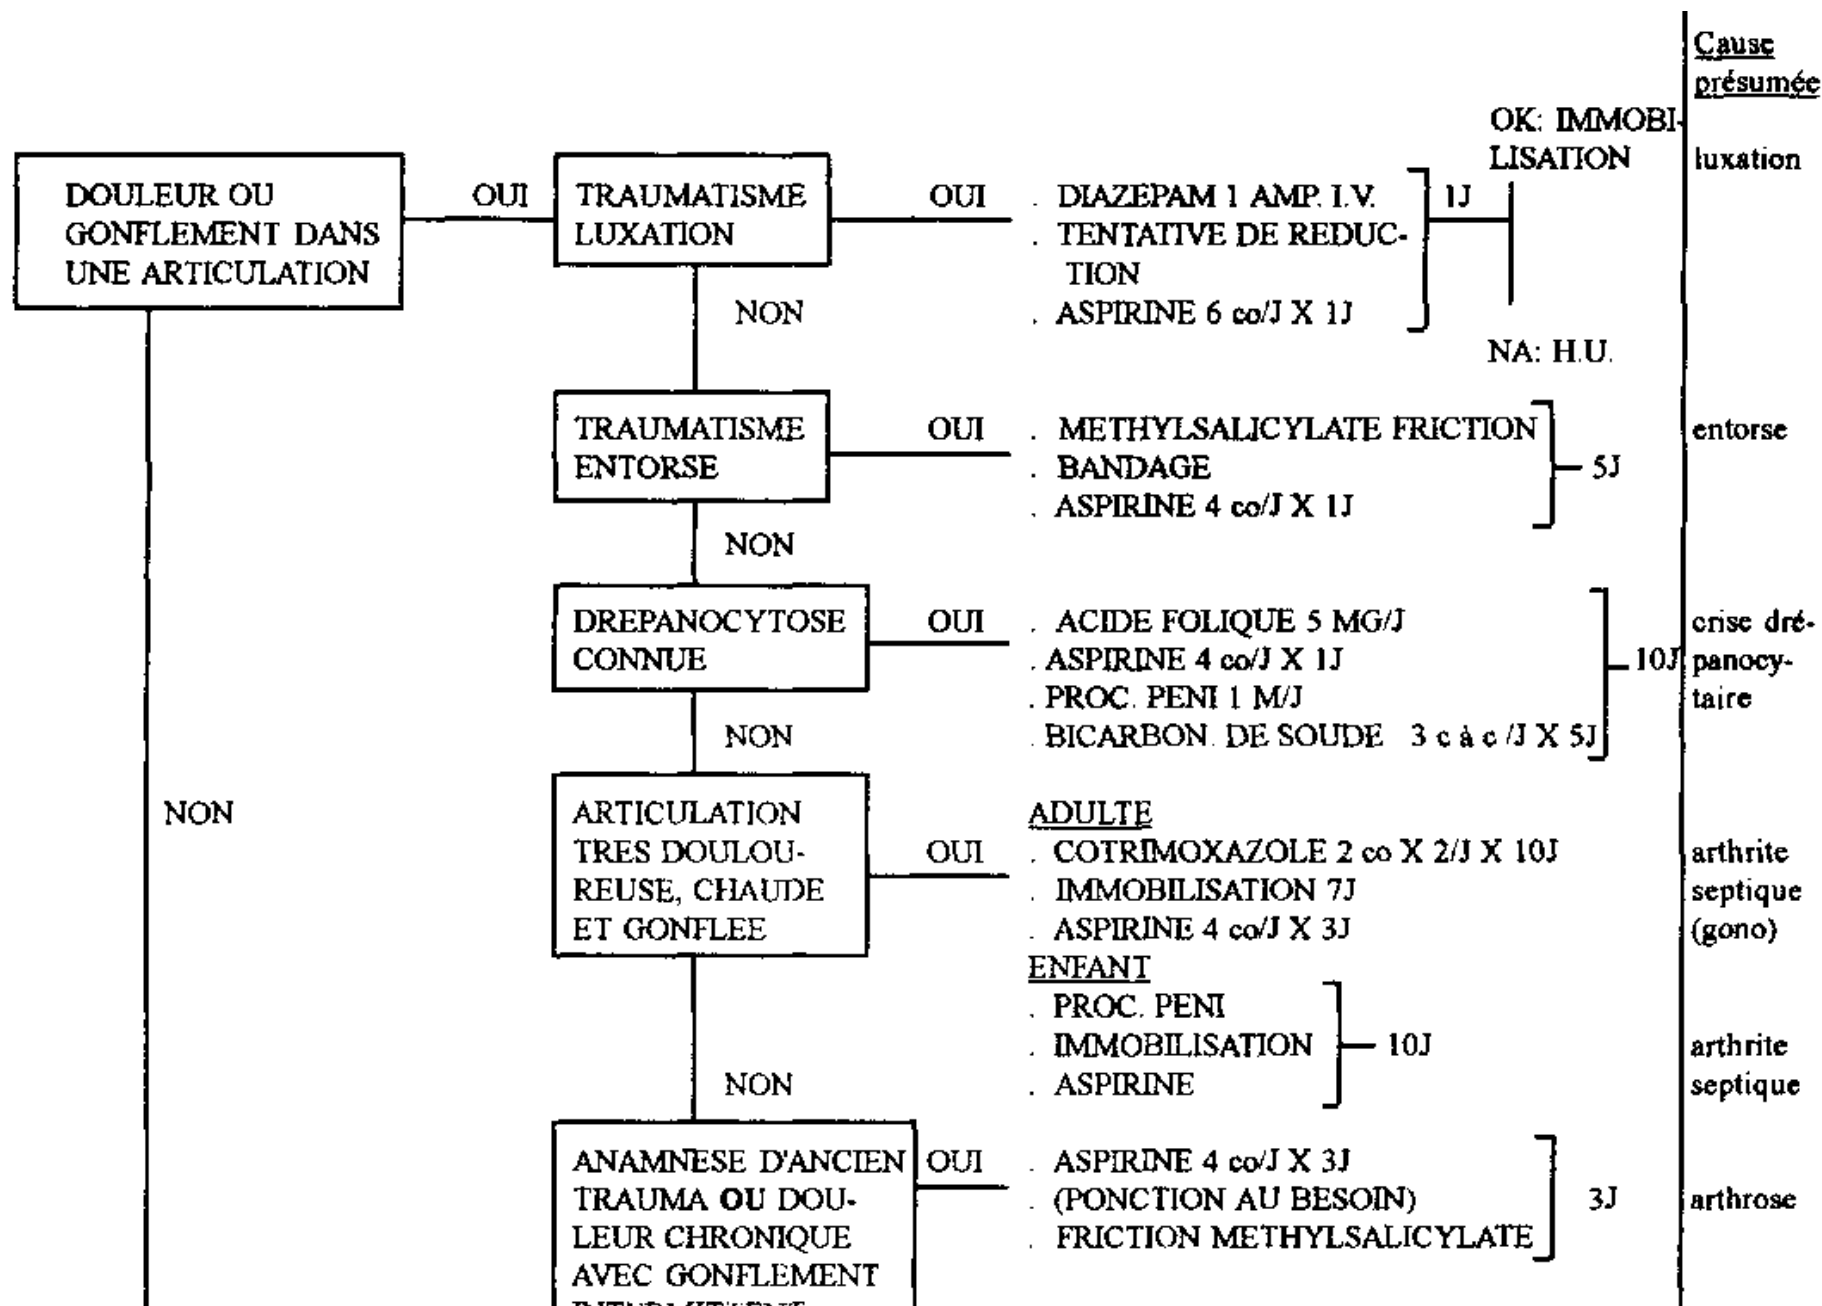 Cause
présumée
OK: IMMOBI-
LISATION
luxation
DOULEUR OU
GONFLEMENT DANS
UNE ARTICULATION
OUI
TRAUMATISME
LUXATION
OUI
. DIAZEPAM 1 AMP. I.V.
. TENTATIVE DE REDUC-
TION
. ASPIRINE 6 co/J X 1J
1J
NON
NA: H.U.
TRAUMATISME
ENTORSE
OUI
. METHYLSALICYLATE FRICTION
. BANDAGE
. ASPIRINE 4 co/J X 1J
5J
entorse
NON
DREPANOCYTOSE
CONNUE
OUI
. ACIDE FOLIQUE 5 MG/J
. ASPIRINE 4 co/J X 1J
. PROC. PENI 1 M/J
. BICARBON. DE SOUDE 3 c à c /J X 5J
10J
crise dré-
panocy-
taire
NON
NON
ARTICULATION
TRES DOULOU-
REUSE, CHAUDE
ET GONFLEE
OUI
ADULTE
. COTRIMOXAZOLE 2 co X 2/J X 10J
. IMMOBILISATION 7J
. ASPIRINE 4 co/J X 3J
arthrite
septique
(gono)
ENFANT
. PROC. PENI
. IMMOBILISATION
. ASPIRINE
10J
arthrite
septique
NON
ANAMNESE D'ANCIEN
TRAUMA OU DOU-
LEUR CHRONIQUE
AVEC GONFLEMENT
OUI
. ASPIRINE 4 co/J X 3J
. (PONCTION AU BESOIN)
. FRICTION METHYLSALICYLATE
3J
arthrose